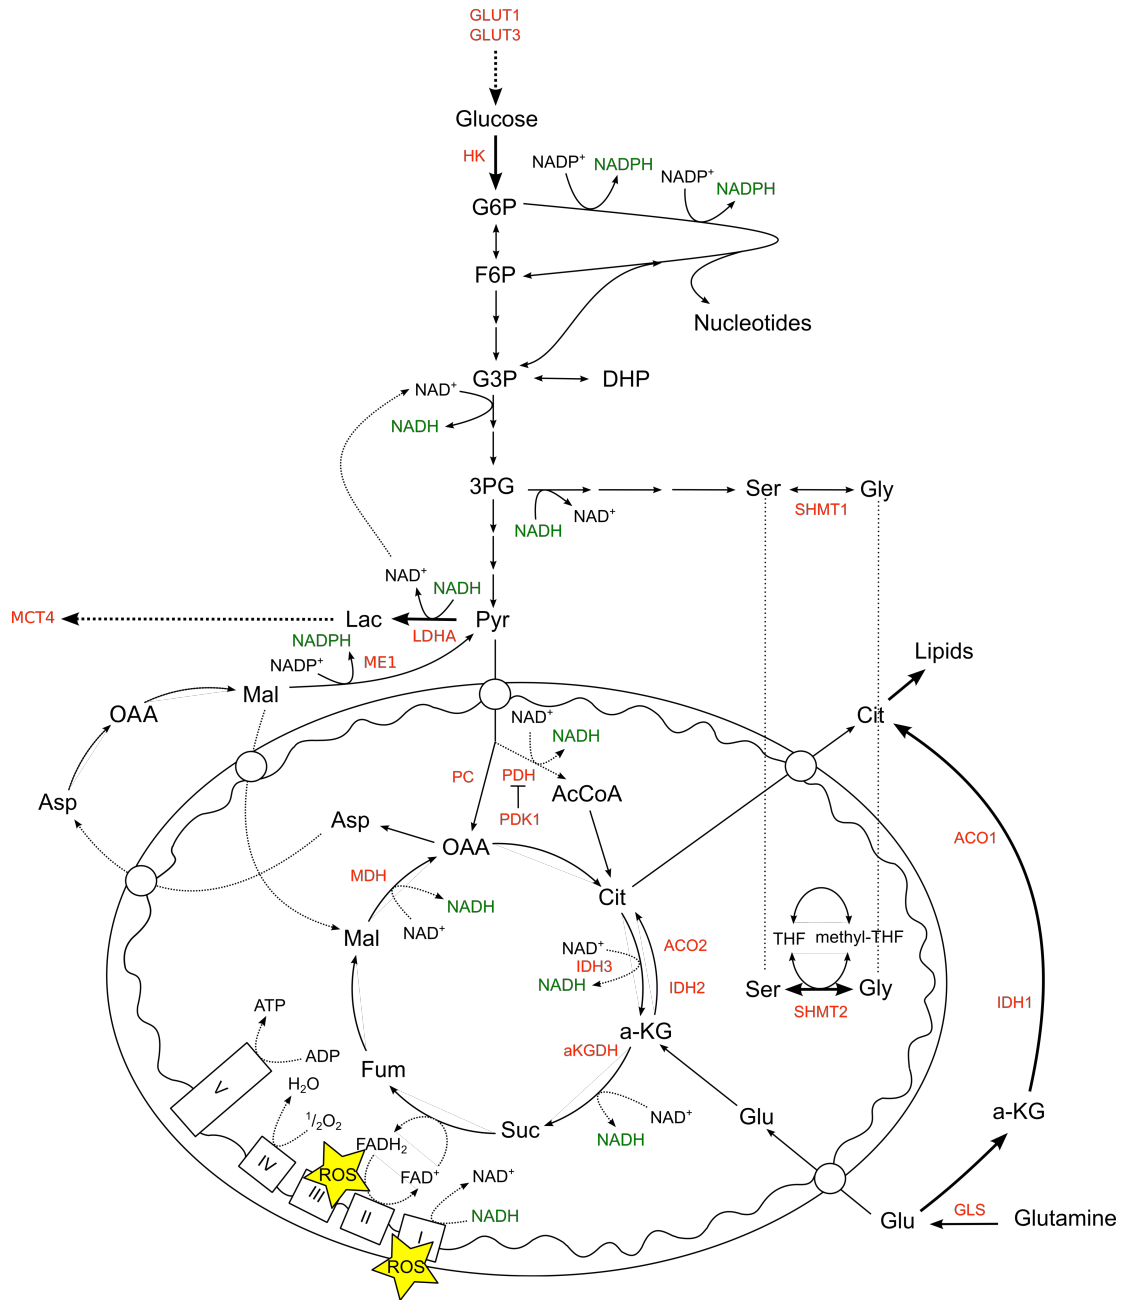 GLUT1
GLUT3
Glucose
HK
NADP⁺ NADPH
NADP⁺ NADPH
G6P
F6P
Nucleotides
G3P DHP
NAD⁺
NADH
3PG Ser Gly
SHMT1
NADH NAD⁺
NAD⁺ NADH
MCT4 Lac Pyr
LDHA
NADPH
NADP⁺ ME1
Lipids
Mal
OAA Cit
NAD⁺ NADH
PC PDH
AcCoA
PDK1
Asp
Asp
OAA
ACO1
MDH
NADH
NAD⁺
Cit
Mal
THF methyl-THF
NAD⁺ ACO2
IDH3
NADH IDH2
Ser Gly
SHMT2
IDH1
a-KG
aKGDH
ATP
ADP
V
Fum
H₂O
¹/₂O₂
Suc
NAD⁺
NADH
Glu
a-KG
FADH₂
FAD⁺
IV
ROS
III
NAD⁺
II
NADH
I
ROS
Glu GLS Glutamine